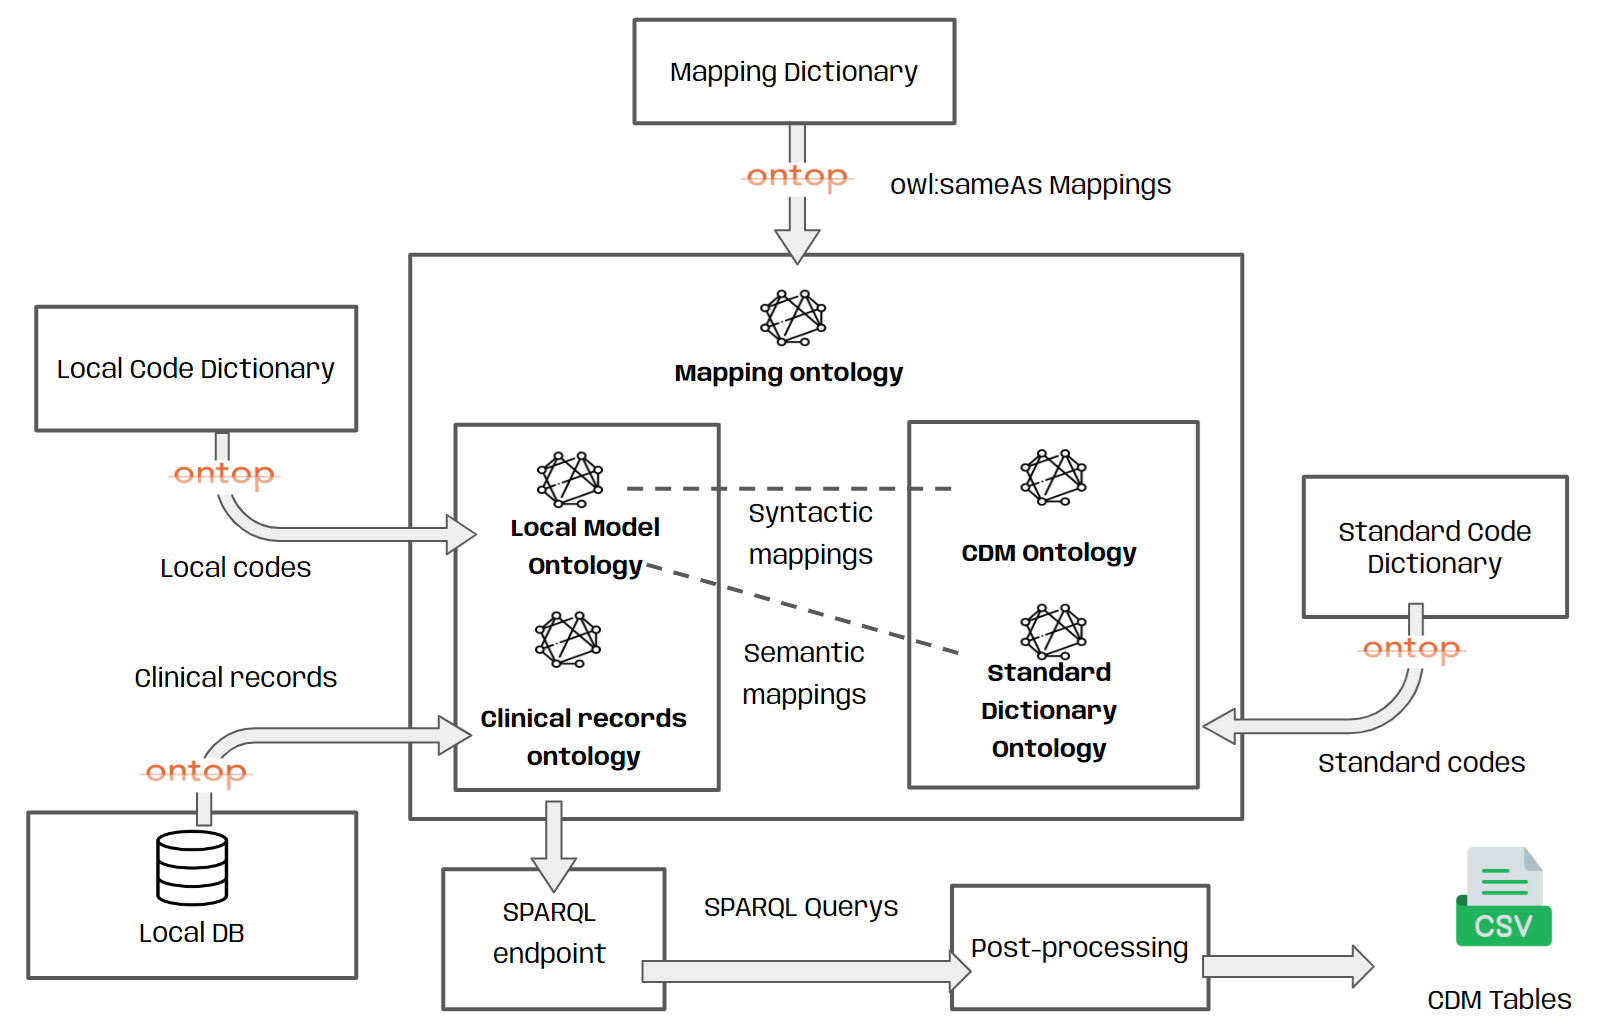 Mapping Dictionary
ontop
owl:sameAs Mappings
Mapping ontology
Local Code Dictionary
ontop
Local codes
Local Model
Ontology
Syntactic
mappings
CDM Ontology
Standard Code
Dictionary
ontop
Standard codes
Semantic
mappings
Standard
Dictionary
Ontology
Clinical records
Clinical records
ontology
ontop
Local DB
SPARQL
endpoint
SPARQL Querys
Post-processing
CSV
CDM Tables